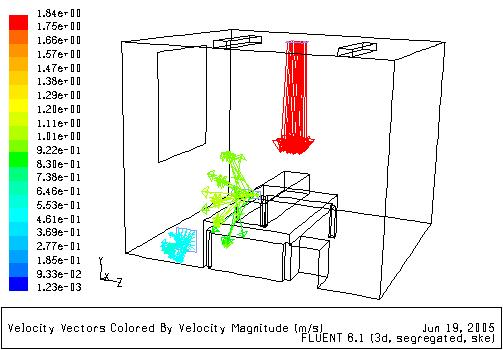 1.84e+00
1.75e+00
1.66e+00
1.57e+00
1.47e+00
1.38e+00
1.29e+00
1.20e+00
1.11e+00
1.01e+00
9.22e-01
8.30e-01
7.38e-01
6.46e-01
5.53e-01
4.61e-01
3.69e-01
2.77e-01
1.85e-01
9.33e-02
1.23e-03
Y
X
Z
Velocity Vectors Colored By Velocity Magnitude (m/s)
Jun 19, 2005
FLUENT 6.1 (3d, segregated, ske)